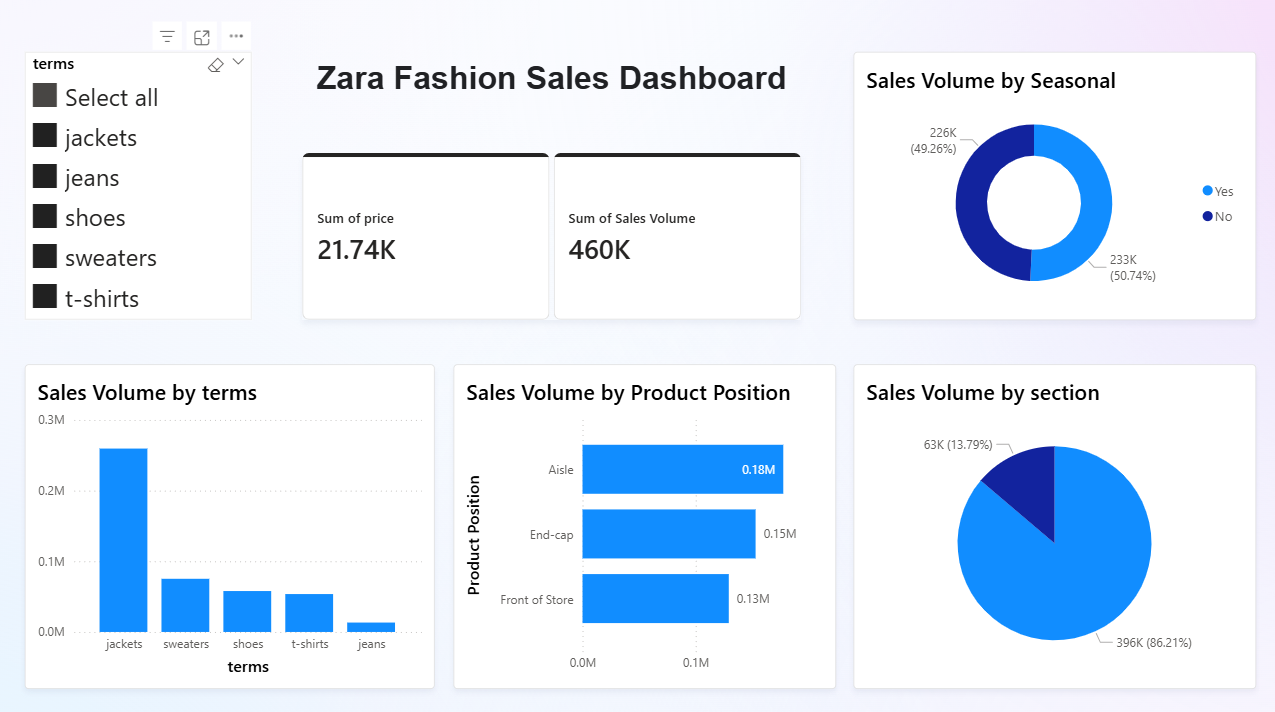 terms
Select all
jackets
jeans
shoes
sweaters
t-shirts
Zara Fashion Sales Dashboard
Sum of price
21.74K
Sum of Sales Volume
460K
Sales Volume by Seasonal
226K
(49.26%)
233K
(50.74%)
Yes
No
Sales Volume by terms
0.3M
0.2M
0.1M
0.0M
jackets
sweaters
shoes
t-shirts
jeans
terms
Sales Volume by Product Position
Product Position
Aisle
0.18M
End-cap
0.15M
Front of Store
0.13M
0.0M
0.1M
Sales Volume by section
63K (13.79%)
396K (86.21%)